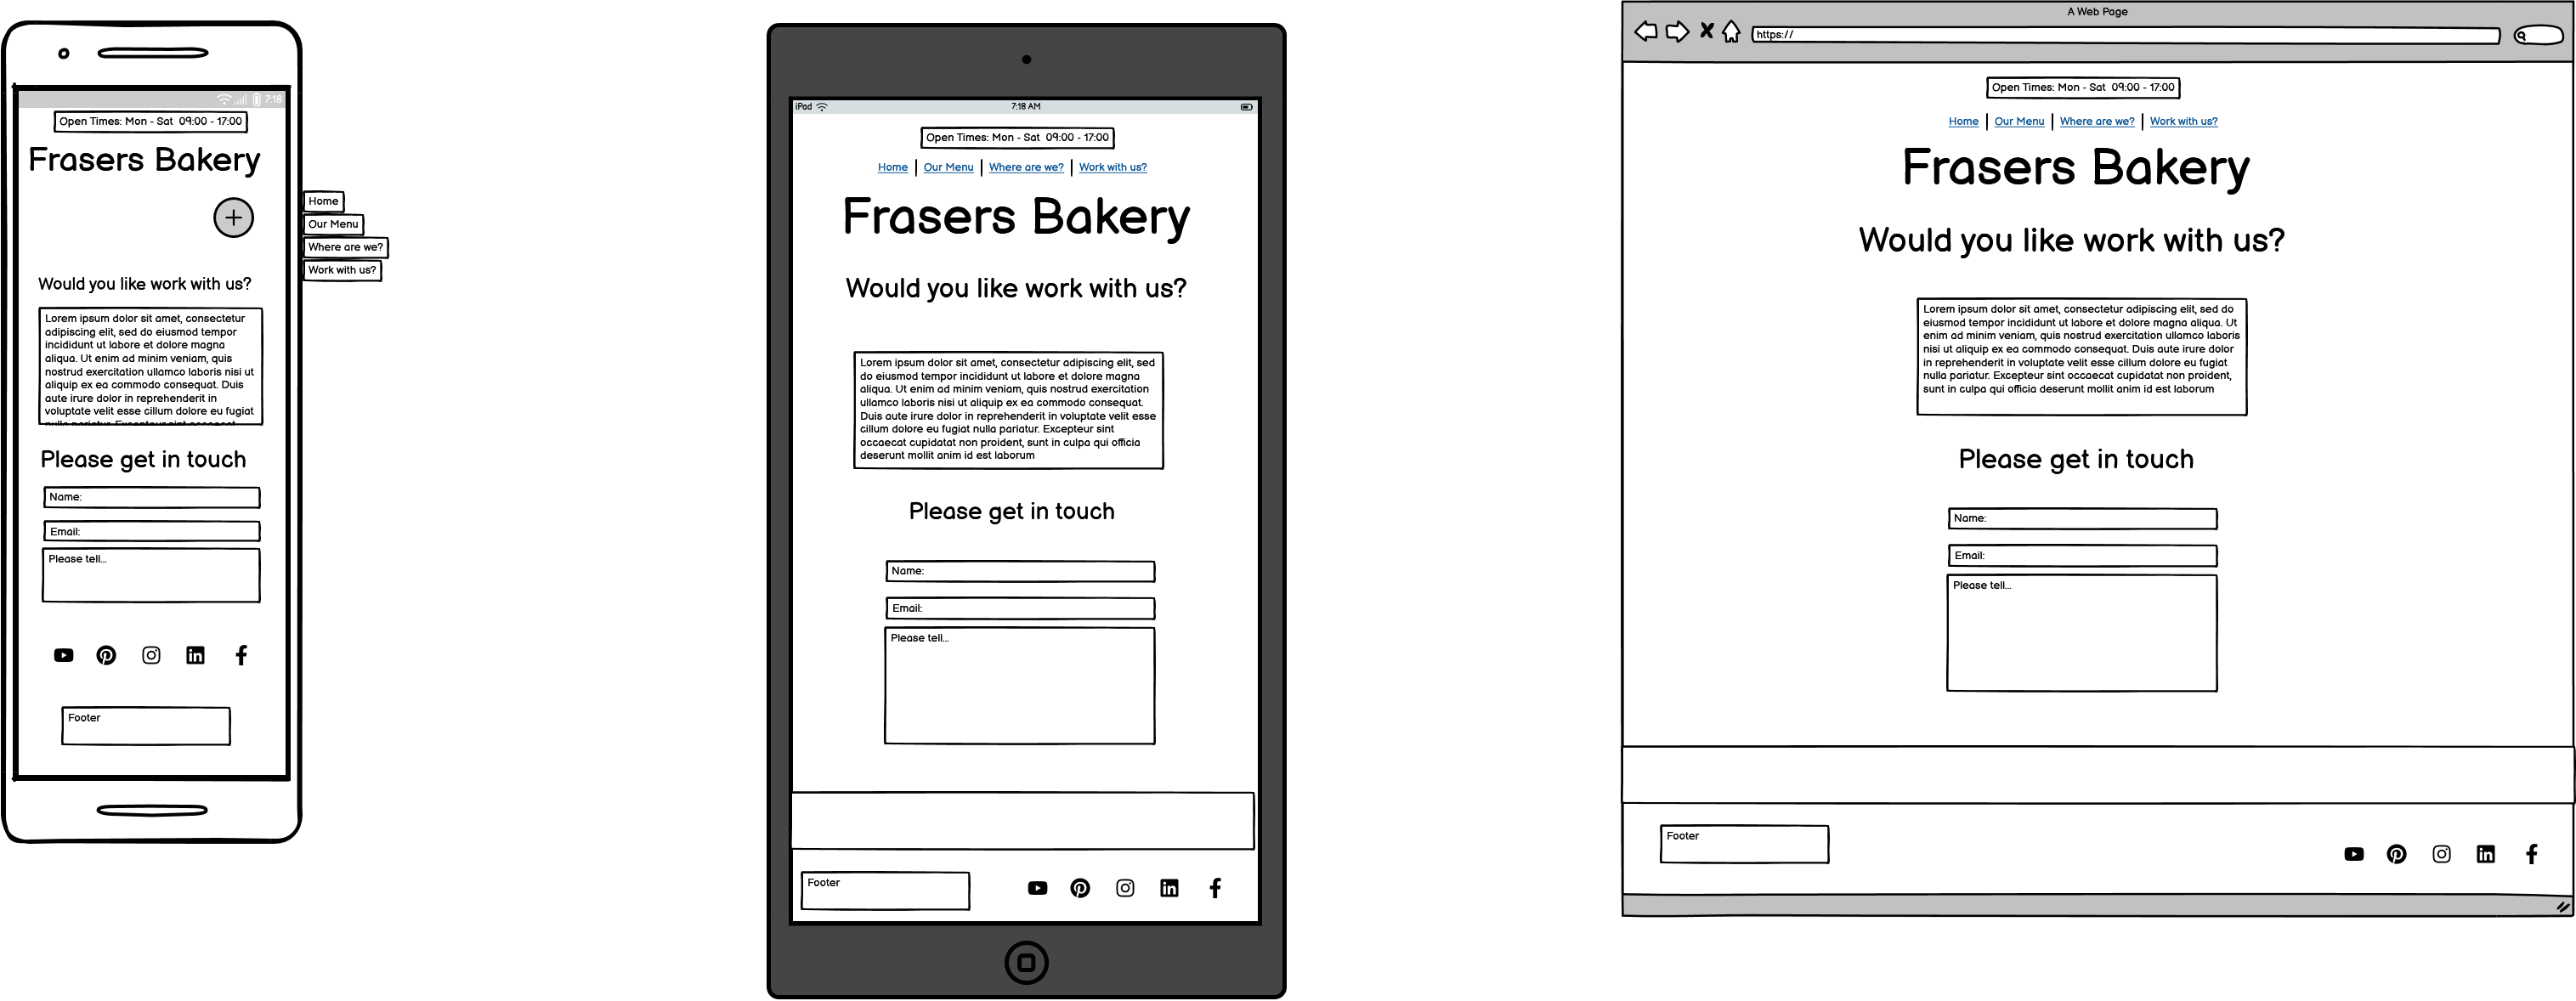 7:18
Open Times: Mon - Sat 09:00 - 17:00
Frasers Bakery
Home
Our Menu
Where are we?
Work with us?
Would you like work with us?
Lorem ipsum dolor sit amet, consectetur
adipiscing elit, sed do eiusmod tempor
incididunt ut labore et dolore magna
aliqua. Ut enim ad minim veniam, quis
nostrud exercitation ullamco laboris nisi ut
aliquip ex ea commodo consequat. Duis
aute irure dolor in reprehenderit in
voluptate velit esse cillum dolore eu fugiat
nulla pariatur. Excepteur sint occaecat
Please get in touch
Name:
Email:
Please tell...
Footer
iPad
7:18 AM
Open Times: Mon - Sat 09:00 - 17:00
Home | Our Menu | Where are we? | Work with us?
Frasers Bakery
Would you like work with us?
Lorem ipsum dolor sit amet, consectetur adipiscing elit, sed
do eiusmod tempor incididunt ut labore et dolore magna
aliqua. Ut enim ad minim veniam, quis nostrud exercitation
ullamco laboris nisi ut aliquip ex ea commodo consequat.
Duis aute irure dolor in reprehenderit in voluptate velit esse
cillum dolore eu fugiat nulla pariatur. Excepteur sint
occaecat cupidatat non proident, sunt in culpa qui officia
deserunt mollit anim id est laborum
Please get in touch
Name:
Email:
Please tell...
Footer
A Web Page
https://
Open Times: Mon - Sat 09:00 - 17:00
Home | Our Menu | Where are we? | Work with us?
Frasers Bakery
Would you like work with us?
Lorem ipsum dolor sit amet, consectetur adipiscing elit, sed do
eiusmod tempor incididunt ut labore et dolore magna aliqua. Ut
enim ad minim veniam, quis nostrud exercitation ullamco laboris
nisi ut aliquip ex ea commodo consequat. Duis aute irure dolor
in reprehenderit in voluptate velit esse cillum dolore eu fugiat
nulla pariatur. Excepteur sint occaecat cupidatat non proident,
sunt in culpa qui officia deserunt mollit anim id est laborum
Please get in touch
Name:
Email:
Please tell...
Footer